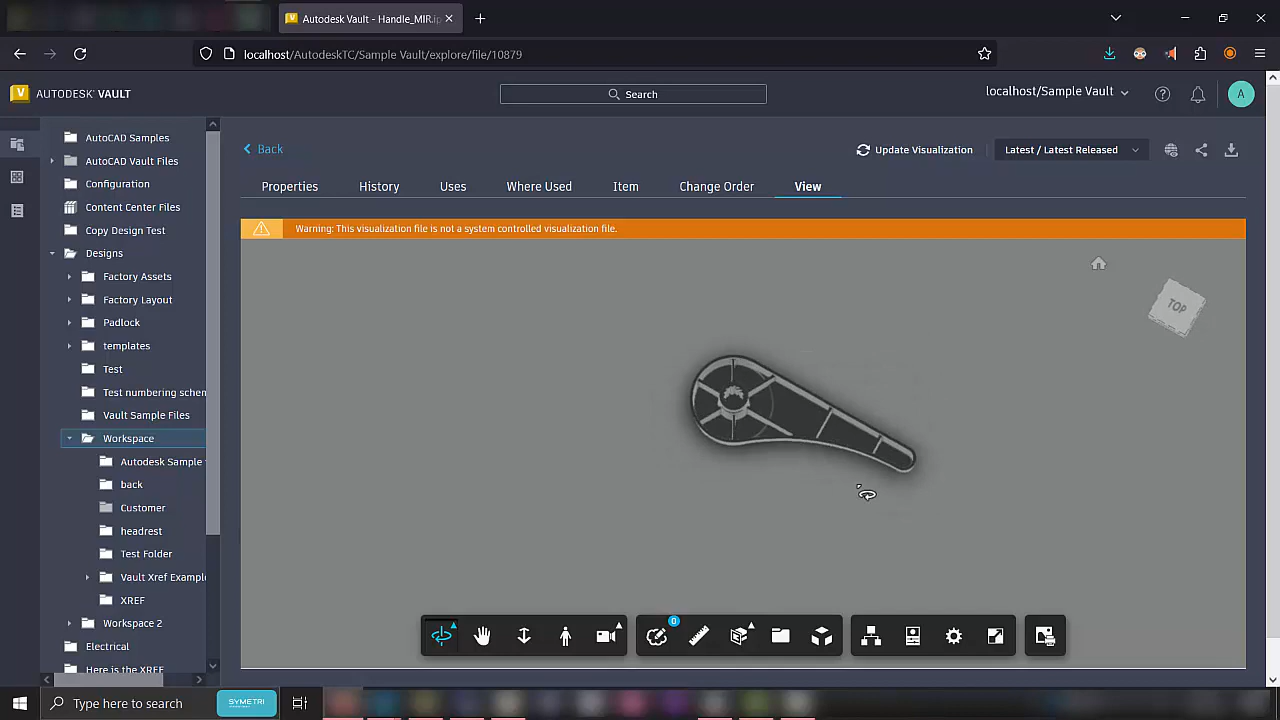 Autodesk Vault - Handle_MIR.ip
localhost/AutodeskTC/Sample Vault/explore/file/10879
V AUTODESK® VAULT
Search
localhost/Sample Vault
A
AutoCAD Samples
AutoCAD Vault Files
Configuration
Content Center Files
Copy Design Test
Designs
Factory Assets
Factory Layout
Padlock
templates
Test
Test numbering schem
Vault Sample Files
Workspace
Autodesk Sample
back
Customer
headrest
Test Folder
Vault Xref Example
XREF
Workspace 2
Electrical
Here is the XREF
Back
Update Visualization
Latest / Latest Released
Properties
History
Uses
Where Used
Item
Change Order
View
Warning: This visualization file is not a system controlled visualization file.
TOP
0
Type here to search
SYMETRI